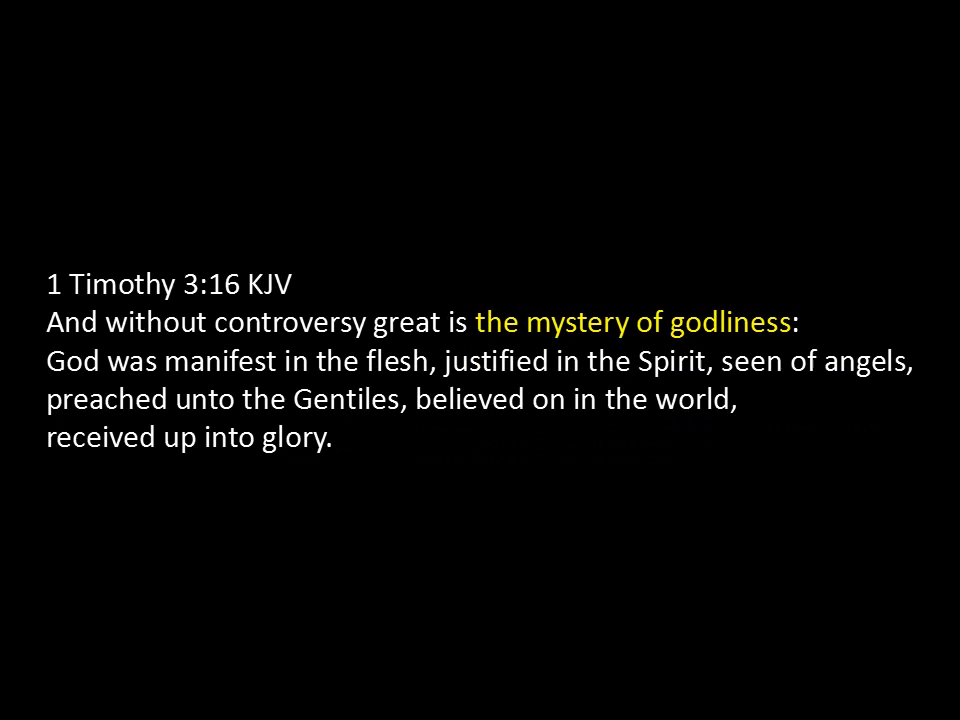 1 Timothy 3:16 KJV
And without controversy great is the mystery of godliness:
God was manifest in the flesh, justified in the Spirit, seen of angels,
preached unto the Gentiles, believed on in the world,
received up into glory.